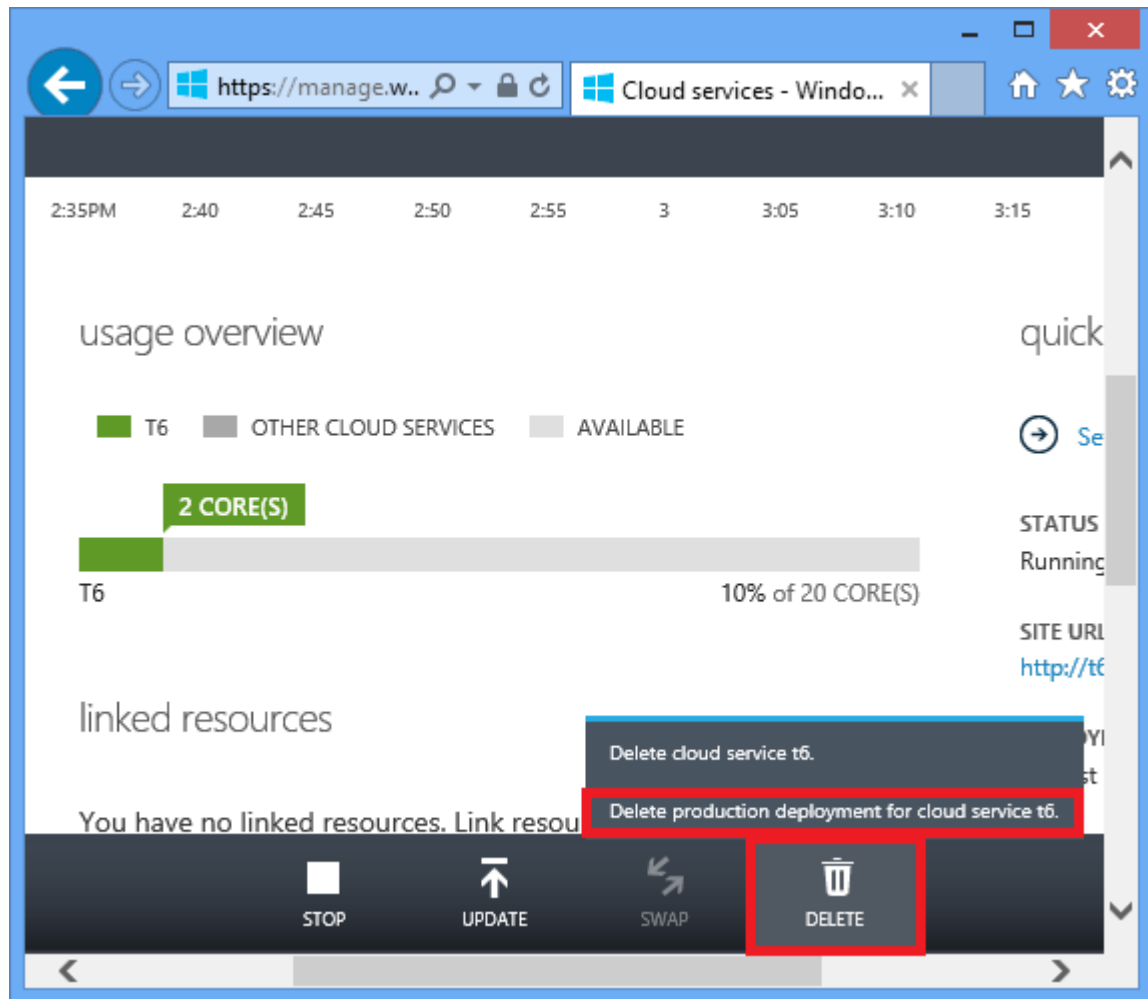 https://manage.w..
Cloud services - Windo...
2:35PM 2:40 2:45 2:50 2:55 3 3:05 3:10 3:15
usage overview
quick
T6 OTHER CLOUD SERVICES AVAILABLE
Se
2 CORE(S)
STATUS
Running
T6 10% of 20 CORE(S)
SITE URL
http://t6
linked resources
Delete cloud service t6.
Delete production deployment for cloud service t6.
You have no linked resources. Link resou
STOP UPDATE SWAP DELETE